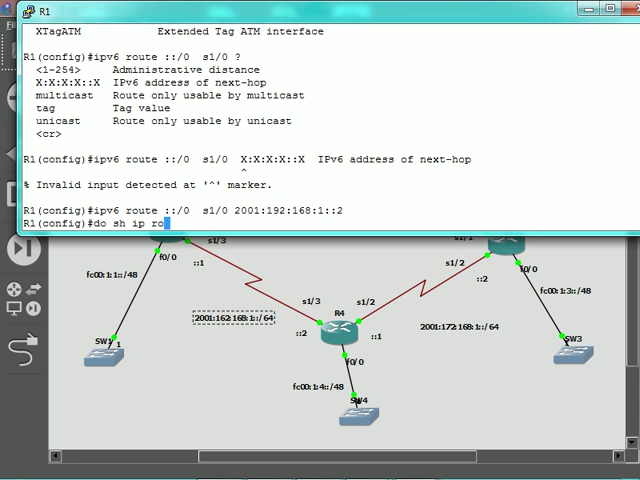 R1
XTagATM Extended Tag ATM interface
R1(config)#ipv6 route ::/0 s1/0 ?
<1-254> Administrative distance
X:X:X:X::X IPv6 address of next-hop
multicast Route only usable by multicast
tag Tag value
unicast Route only usable by unicast
<cr>
R1(config)#ipv6 route ::/0 s1/0 X:X:X:X::X IPv6 address of next-hop
^
% Invalid input detected at '^' marker.
R1(config)#ipv6 route ::/0 s1/0 2001:192:168:1::2
R1(config)#do sh ip ro
s1/3
s1/1
f0/0
::1
s1/2
f0/0
fc00:1:1::/48
::2
fc00:1:3::/48
s1/3
s1/2
2001:162:168:1::/64
R4
2001:172:168:1::/64
::2
::1
SW1
1
SW3
f0/0
fc00:1:4::/48
SW4